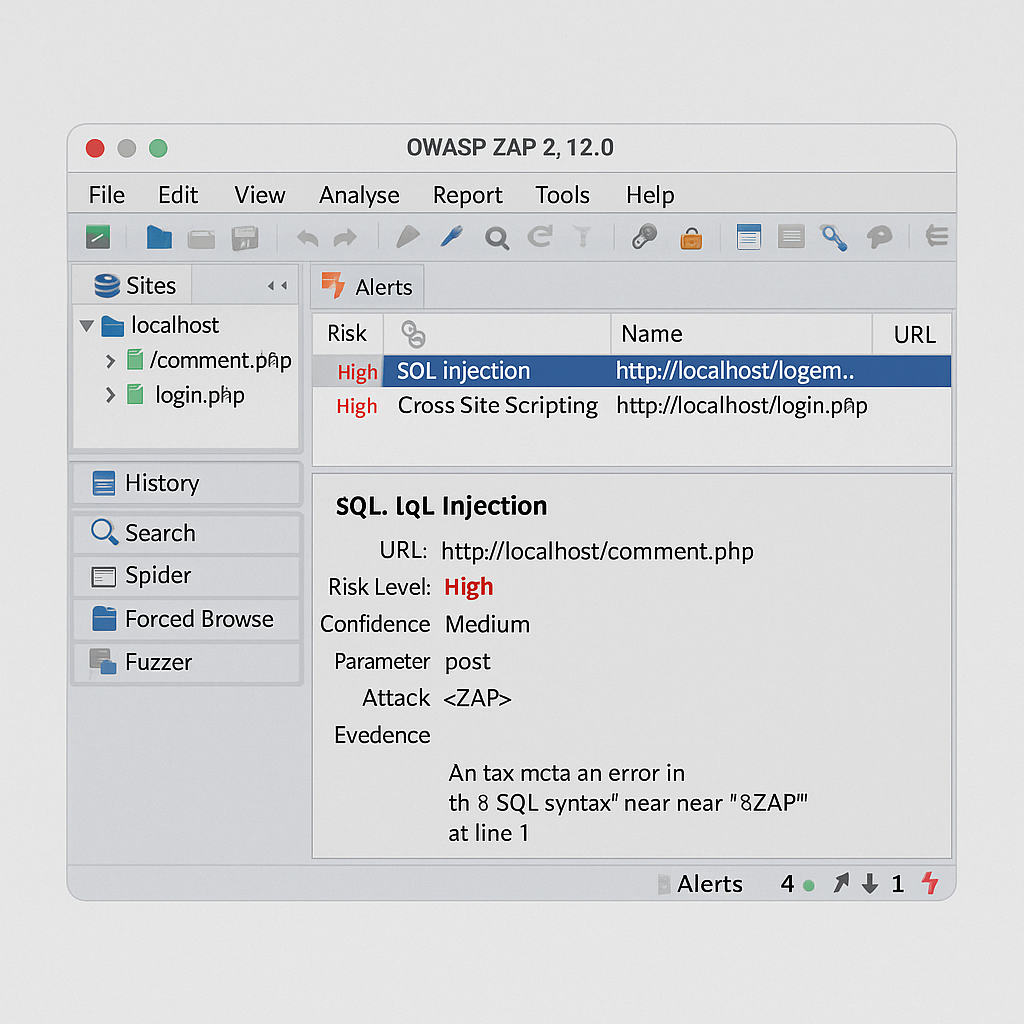 OWASP ZAP 2, 12.0
File Edit View Analyse Report Tools Help
Sites
localhost
/comment.php
login.php
History
Search
Spider
Forced Browse
Fuzzer
Alerts
Risk Name URL
High SOL injection http://localhost/logem..
High Cross Site Scripting http://localhost/login.php
SQL. lqL Injection
URL: http://localhost/comment.php
Risk Level: High
Confidence Medium
Parameter post
Attack <ZAP>
Evedence
An tax mcta an error in
th 8 SQL syntax" near near "8ZAP"'
at line 1
Alerts 4 1